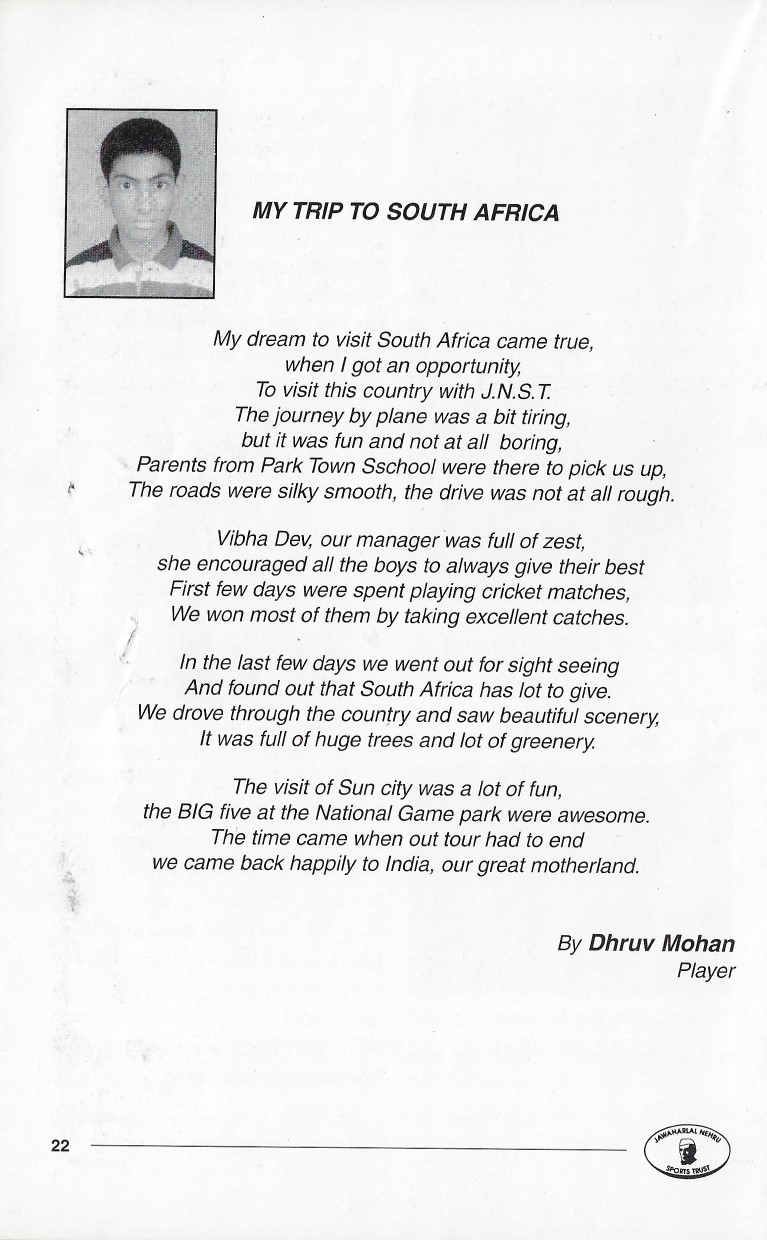 MY TRIP TO SOUTH AFRICA
My dream to visit South Africa came true,
when I got an opportunity,
To visit this country with J.N.S.T.
The journey by plane was a bit tiring,
but it was fun and not at all boring,
Parents from Park Town Sschool were there to pick us up,
The roads were silky smooth, the drive was not at all rough.
Vibha Dev, our manager was full of zest,
she encouraged all the boys to always give their best
First few days were spent playing cricket matches,
We won most of them by taking excellent catches.
In the last few days we went out for sight seeing
And found out that South Africa has lot to give.
We drove through the country and saw beautiful scenery,
It was full of huge trees and lot of greenery.
The visit of Sun city was a lot of fun,
the BIG five at the National Game park were awesome.
The time came when out tour had to end
we came back happily to India, our great motherland.
By Dhruv Mohan
Player
22
JAWAHARLAL NEHRU
SPORTS TRUST